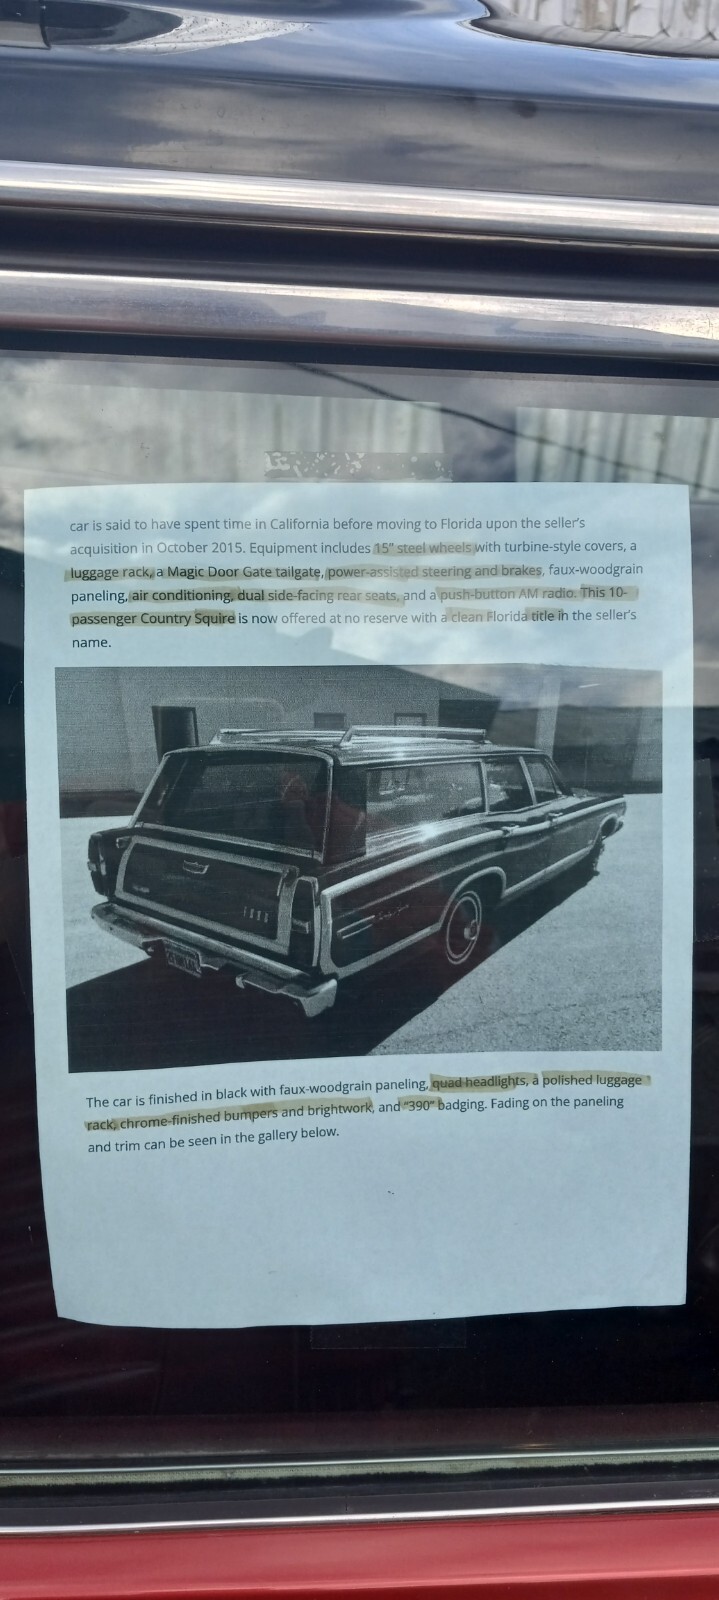 car is said to have spent time in California before moving to Florida upon the seller's
acquisition in October 2015. Equipment includes 15" steel wheels with turbine-style covers, a
luggage rack, a Magic Door Gate tailgate, power-assisted steering and brakes, faux-woodgrain
paneling, air conditioning, dual side-facing rear seats, and a push-button AM radio. This 10-
passenger Country Squire is now offered at no reserve with a clean Florida title in the seller's
name.
FORD
The car is finished in black with faux-woodgrain paneling, quad headlights, a polished luggage
rack, chrome-finished bumpers and brightwork, and "390" badging. Fading on the paneling
and trim can be seen in the gallery below.